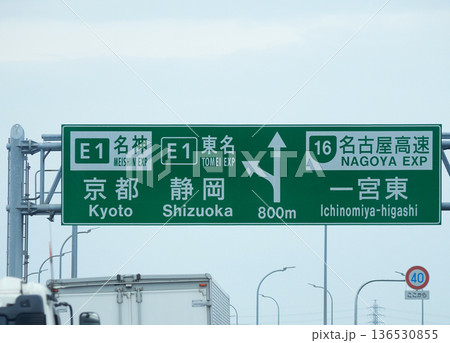 E1 名神
MEISHIN EXP
京都
Kyoto
E1 東名
TOMEI EXP
静岡
Shizuoka
800m
16 名古屋高速
NAGOYA EXP
一宮東
Ichinomiya-higashi
40
ここから
136530855